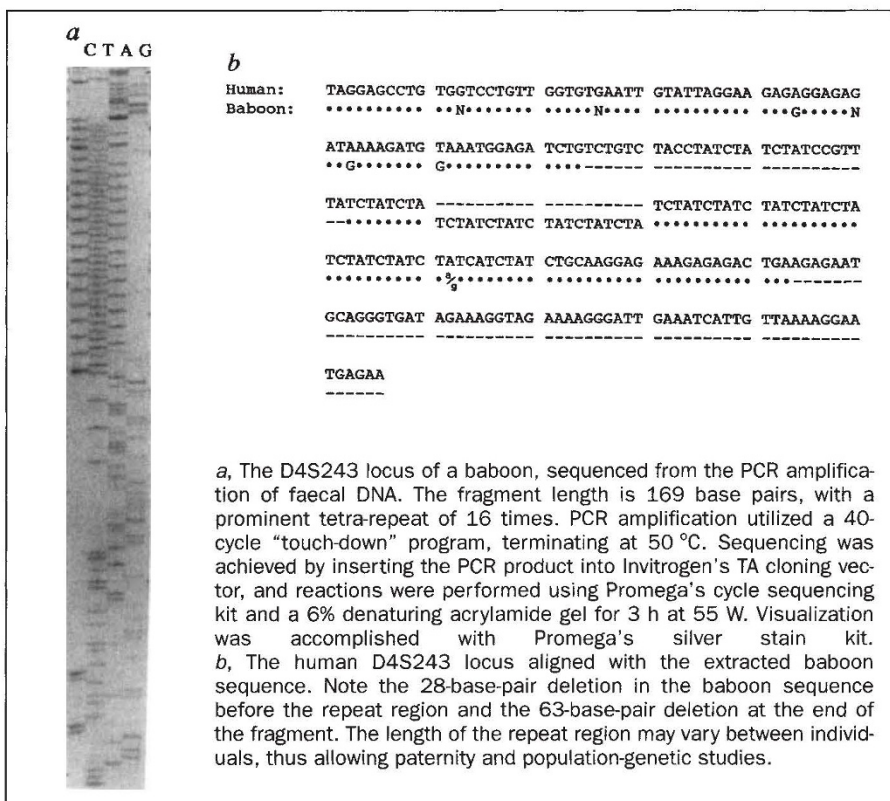 a
C T A G
b
Human: TAGGAGCCTG TGGTCCTGTT GGTGTGAATT GTATTAGGAA GAGAGGAGAG
Baboon: •••••••••• ••N••••••• •••••N•••• •••••••••• ••••G••••N
ATAAAAGATG TAAATGGAGA TCTGTCTGTC TACCTATCTA TCTATCCGTT
••G••••••• G••••••••• ••••------ ---------- ----------
TATCTATCTA ---------- ---------- TCTATCTATC TATCTATCTA
--•••••••• TCTATCTATC TATCTATCTA •••••••••• ••••••••••
TCTATCTATC TATCATCTAT CTGCAAGGAG AAAGAGAGAC TGAAGAGAAT
•••••••••• •a/g•••••••• •••••••••• •••••••••• •••-------
GCAGGGTGAT AGAAAGGTAG AAAAGGGATT GAAATCATTG TTAAAAGGAA
---------- ---------- ---------- ---------- ----------
TGAGAA
------
a, The D4S243 locus of a baboon, sequenced from the PCR amplifica-
tion of faecal DNA. The fragment length is 169 base pairs, with a
prominent tetra-repeat of 16 times. PCR amplification utilized a 40-
cycle “touch-down” program, terminating at 50 °C. Sequencing was
achieved by inserting the PCR product into Invitrogen's TA cloning vec-
tor, and reactions were performed using Promega's cycle sequencing
kit and a 6% denaturing acrylamide gel for 3 h at 55 W. Visualization
was accomplished with Promega's silver stain kit.
b, The human D4S243 locus aligned with the extracted baboon
sequence. Note the 28-base-pair deletion in the baboon sequence
before the repeat region and the 63-base-pair deletion at the end of
the fragment. The length of the repeat region may vary between individ-
uals, thus allowing paternity and population-genetic studies.